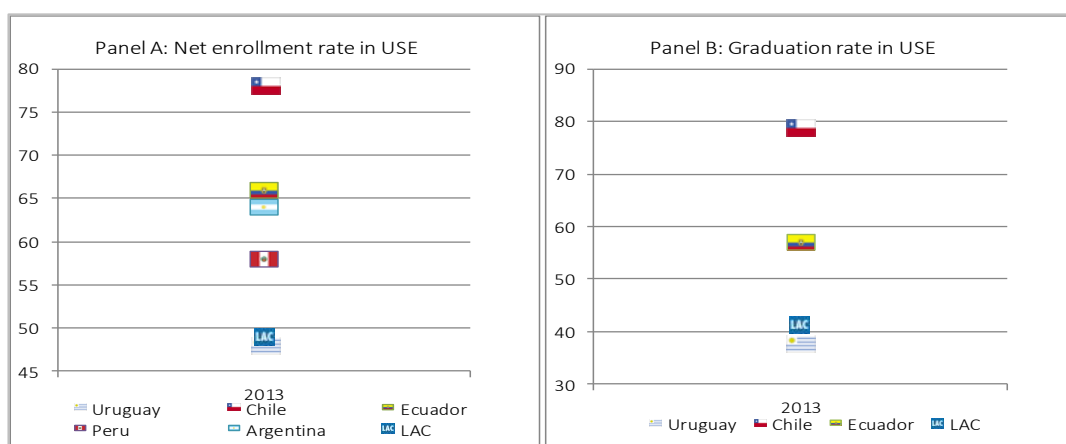 Panel A: Net enrollment rate in USE
80
75
70
65
60
55
50
45
LAC
2013
Uruguay Chile Ecuador
Peru Argentina LAC LAC
Panel B: Graduation rate in USE
90
80
70
60
50
40
30
LAC
2013
Uruguay Chile Ecuador LAC LAC